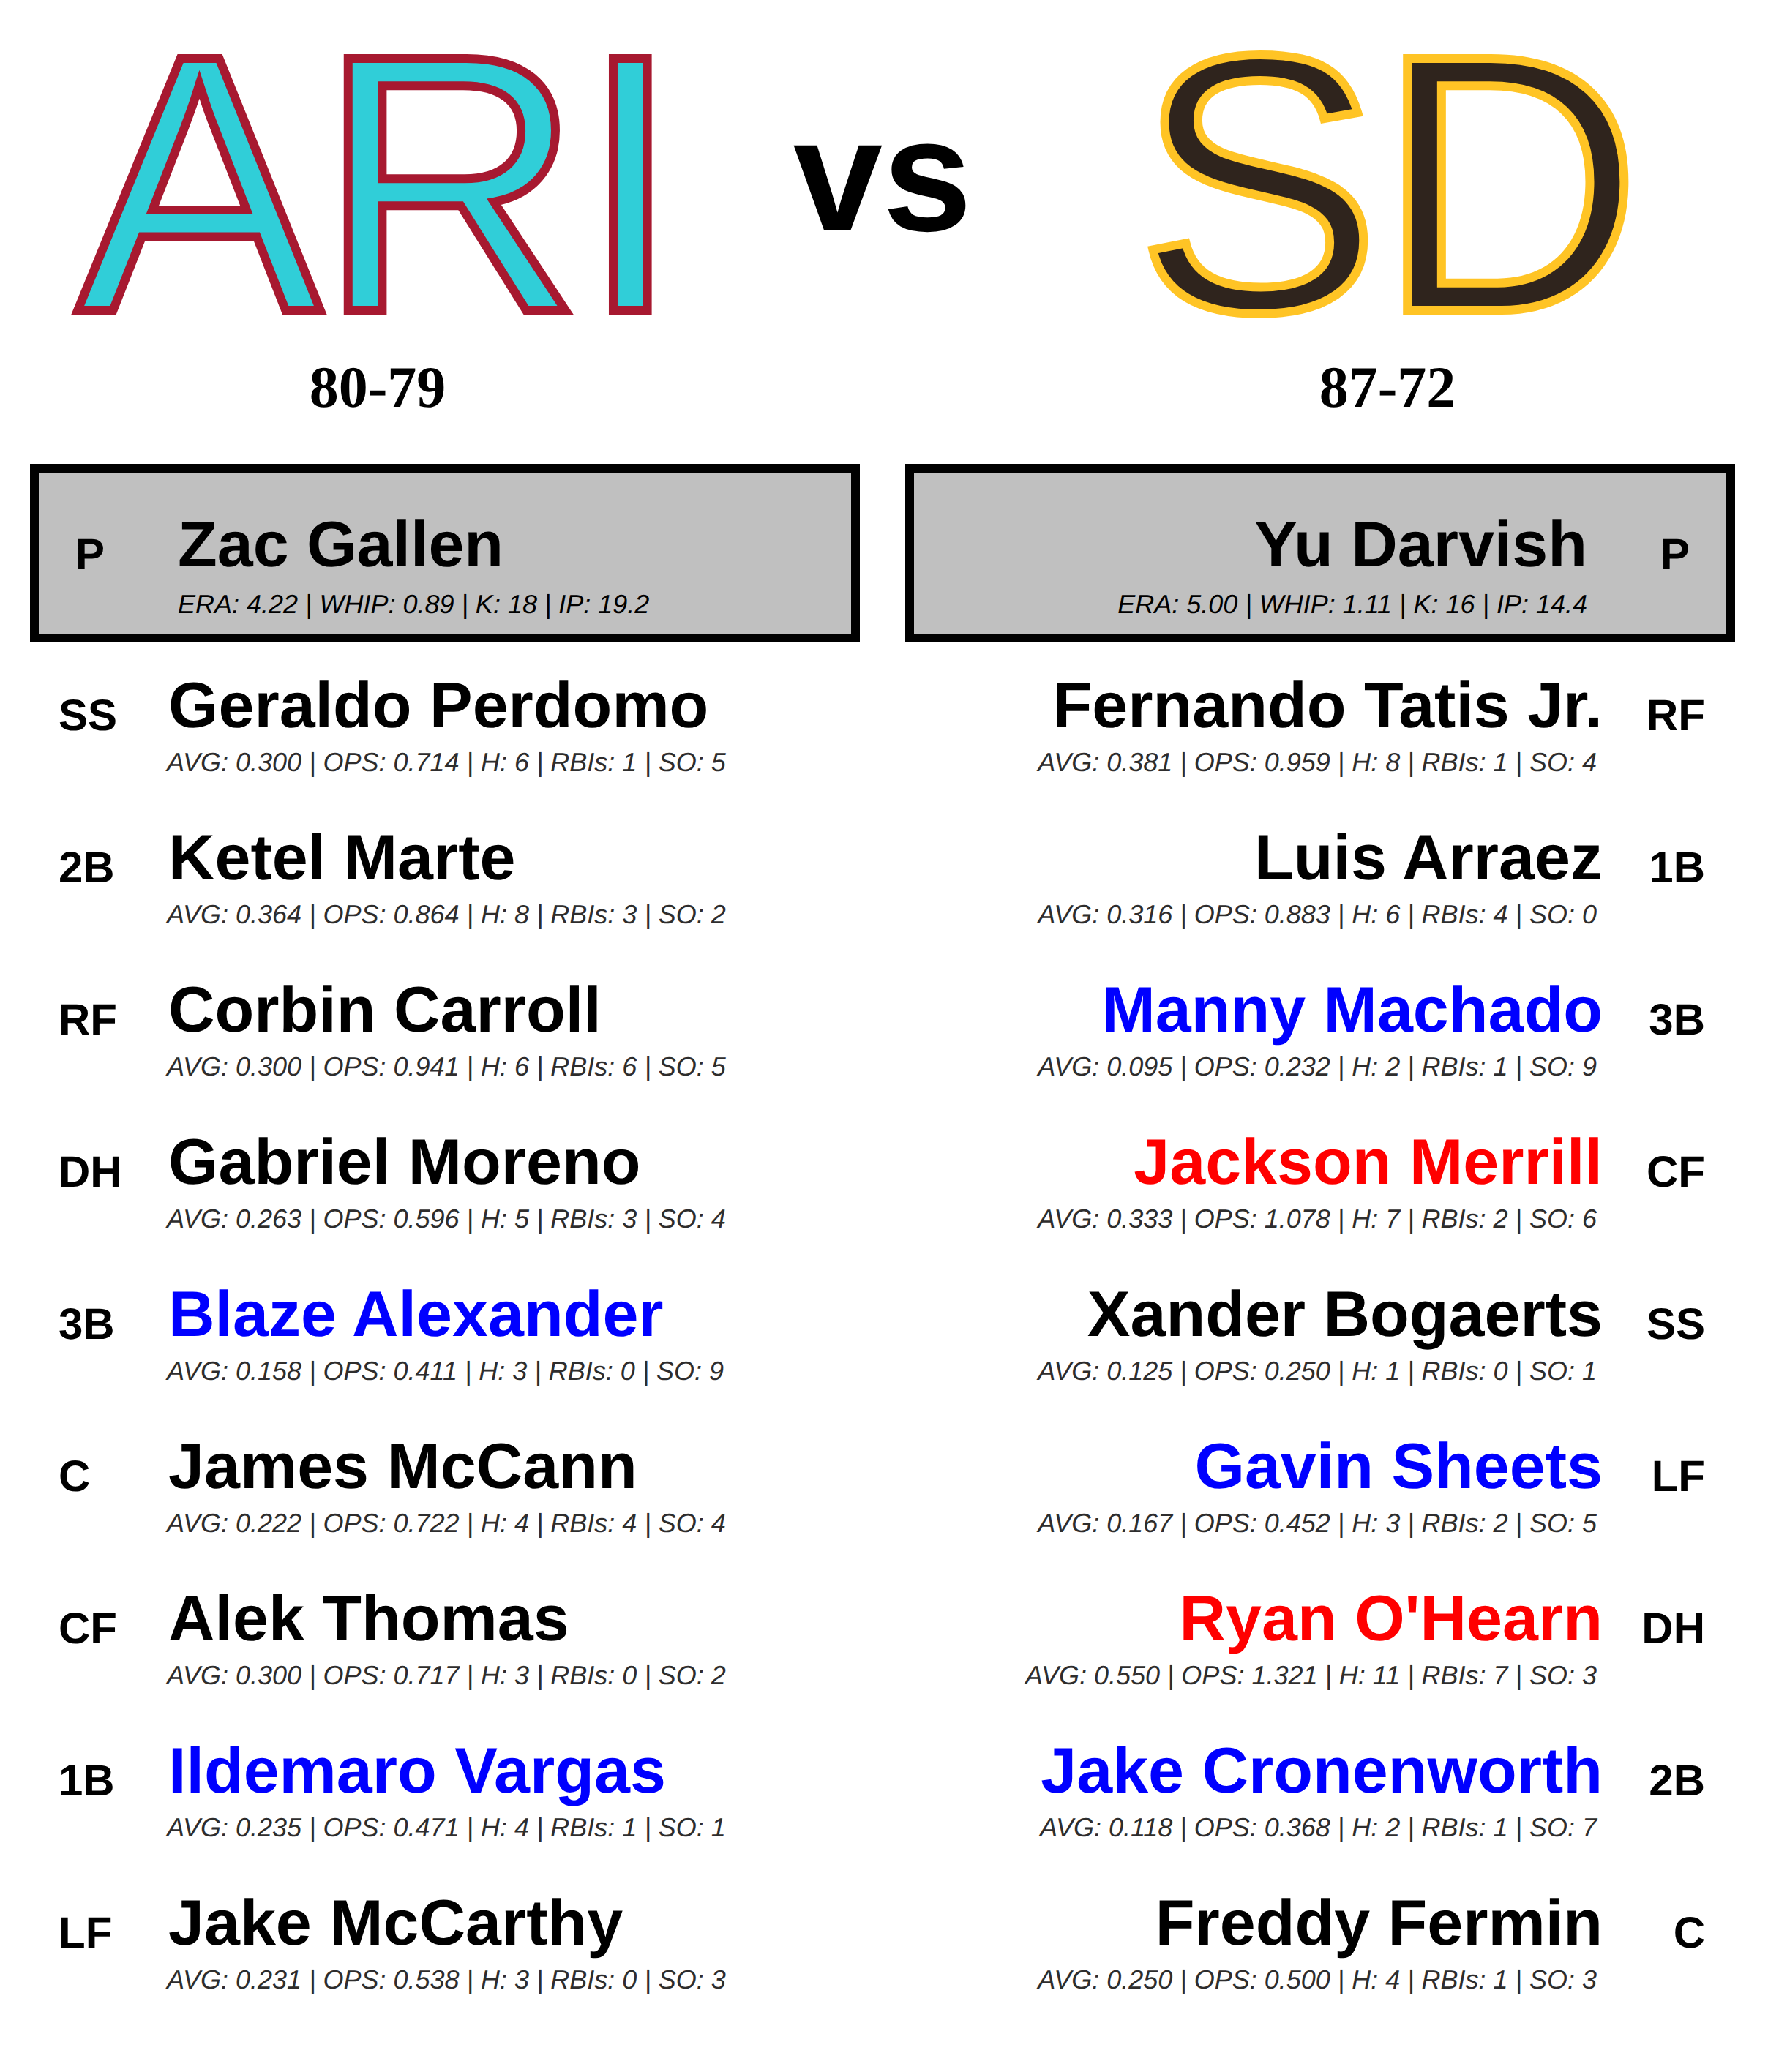 ARI vs SD
80-79 87-72
P Zac Gallen
ERA: 4.22 | WHIP: 0.89 | K: 18 | IP: 19.2
Yu Darvish P
ERA: 5.00 | WHIP: 1.11 | K: 16 | IP: 14.4
SS Geraldo Perdomo
AVG: 0.300 | OPS: 0.714 | H: 6 | RBIs: 1 | SO: 5
2B Ketel Marte
AVG: 0.364 | OPS: 0.864 | H: 8 | RBIs: 3 | SO: 2
RF Corbin Carroll
AVG: 0.300 | OPS: 0.941 | H: 6 | RBIs: 6 | SO: 5
DH Gabriel Moreno
AVG: 0.263 | OPS: 0.596 | H: 5 | RBIs: 3 | SO: 4
3B Blaze Alexander
AVG: 0.158 | OPS: 0.411 | H: 3 | RBIs: 0 | SO: 9
C James McCann
AVG: 0.222 | OPS: 0.722 | H: 4 | RBIs: 4 | SO: 4
CF Alek Thomas
AVG: 0.300 | OPS: 0.717 | H: 3 | RBIs: 0 | SO: 2
1B Ildemaro Vargas
AVG: 0.235 | OPS: 0.471 | H: 4 | RBIs: 1 | SO: 1
LF Jake McCarthy
AVG: 0.231 | OPS: 0.538 | H: 3 | RBIs: 0 | SO: 3
Fernando Tatis Jr. RF
AVG: 0.381 | OPS: 0.959 | H: 8 | RBIs: 1 | SO: 4
Luis Arraez 1B
AVG: 0.316 | OPS: 0.883 | H: 6 | RBIs: 4 | SO: 0
Manny Machado 3B
AVG: 0.095 | OPS: 0.232 | H: 2 | RBIs: 1 | SO: 9
Jackson Merrill CF
AVG: 0.333 | OPS: 1.078 | H: 7 | RBIs: 2 | SO: 6
Xander Bogaerts SS
AVG: 0.125 | OPS: 0.250 | H: 1 | RBIs: 0 | SO: 1
Gavin Sheets LF
AVG: 0.167 | OPS: 0.452 | H: 3 | RBIs: 2 | SO: 5
Ryan O'Hearn DH
AVG: 0.550 | OPS: 1.321 | H: 11 | RBIs: 7 | SO: 3
Jake Cronenworth 2B
AVG: 0.118 | OPS: 0.368 | H: 2 | RBIs: 1 | SO: 7
Freddy Fermin C
AVG: 0.250 | OPS: 0.500 | H: 4 | RBIs: 1 | SO: 3